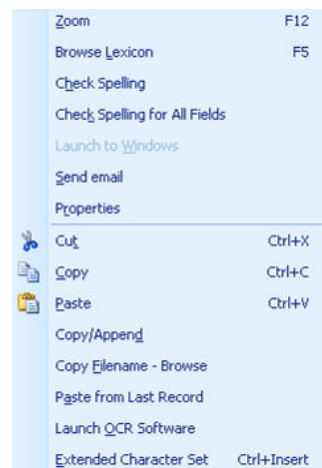 Zoom F12
Browse Lexicon F5
Check Spelling
Check Spelling for All Fields
Launch to Windows
Send email
Properties
Cut Ctrl+X
Copy Ctrl+C
Paste Ctrl+V
Copy/Append
Copy Filename - Browse
Paste from Last Record
Launch OCR Software
Extended Character Set Ctrl+Insert